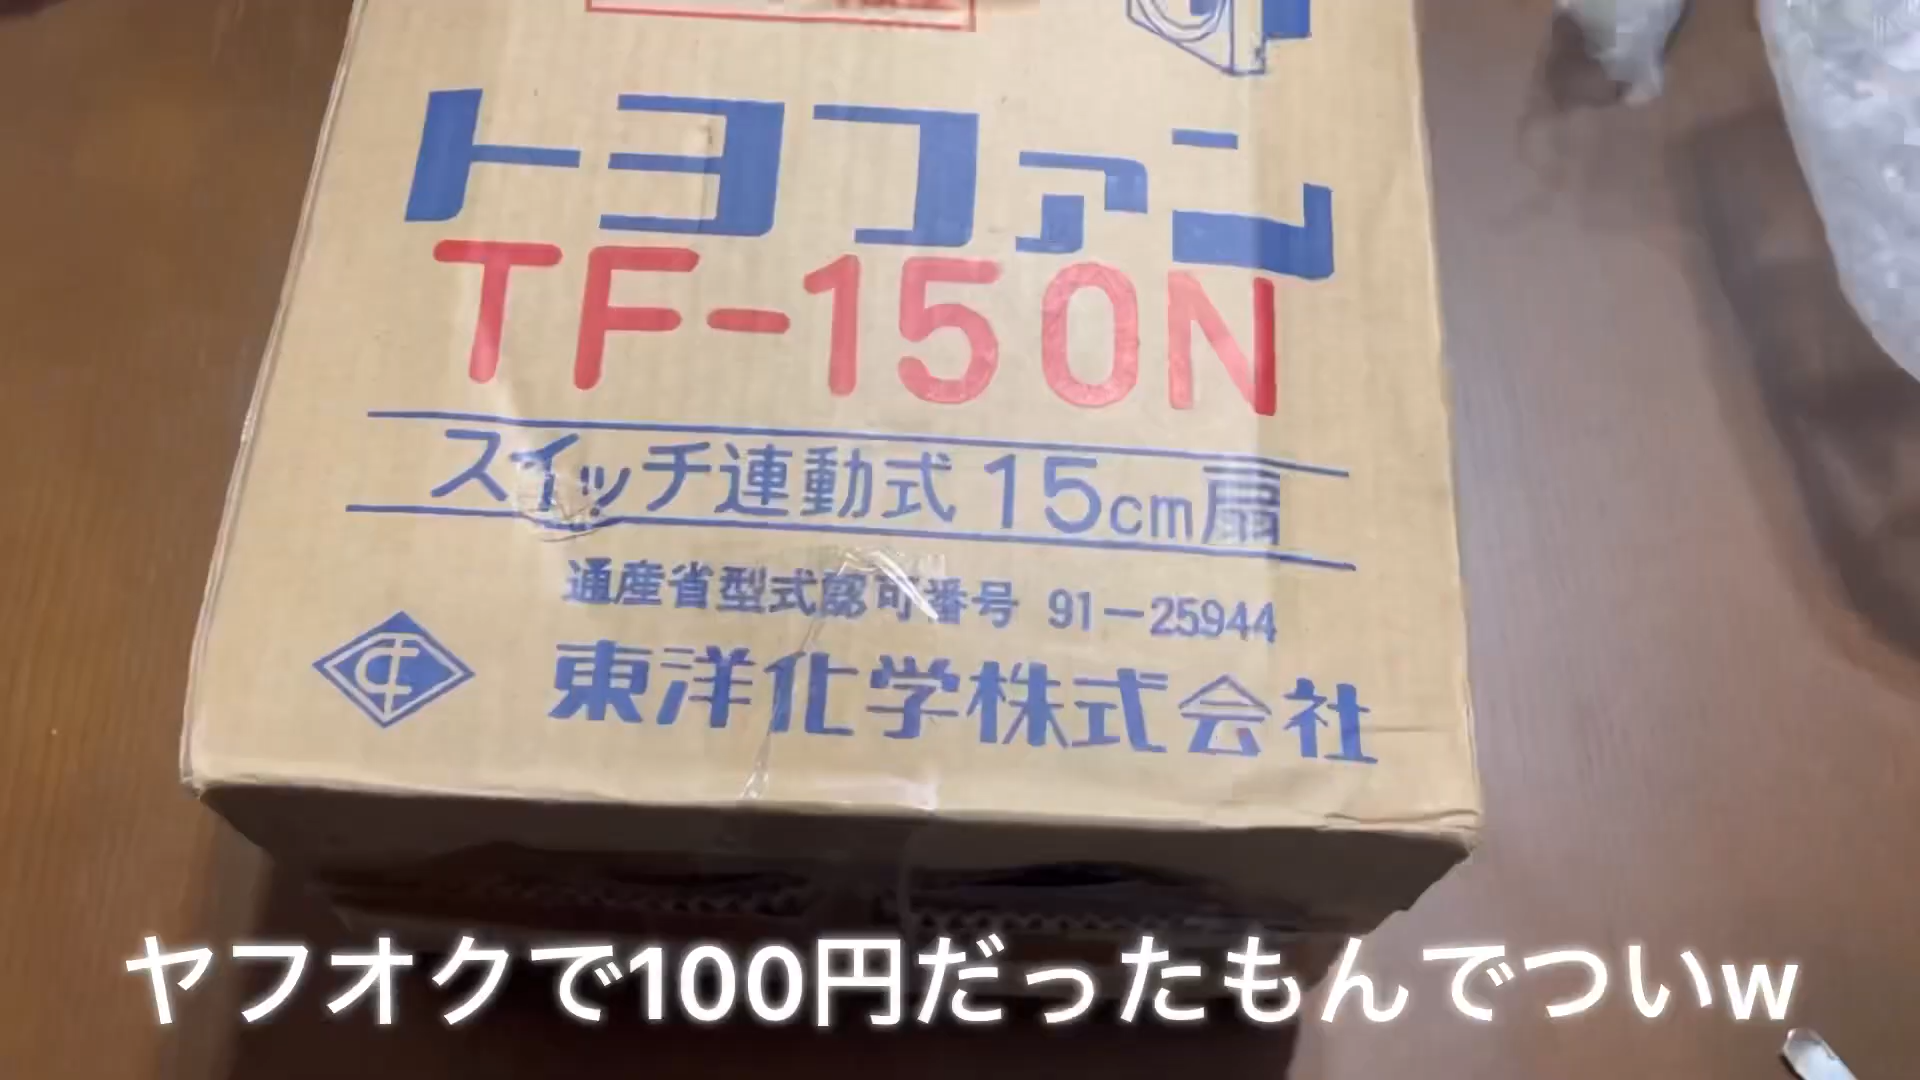 トヨファン
TF-150N
スイッチ連動式15cm扇
通産省型式認可番号 91-25944
東洋化学株式会社
ヤフオクで100円だったもんでついw